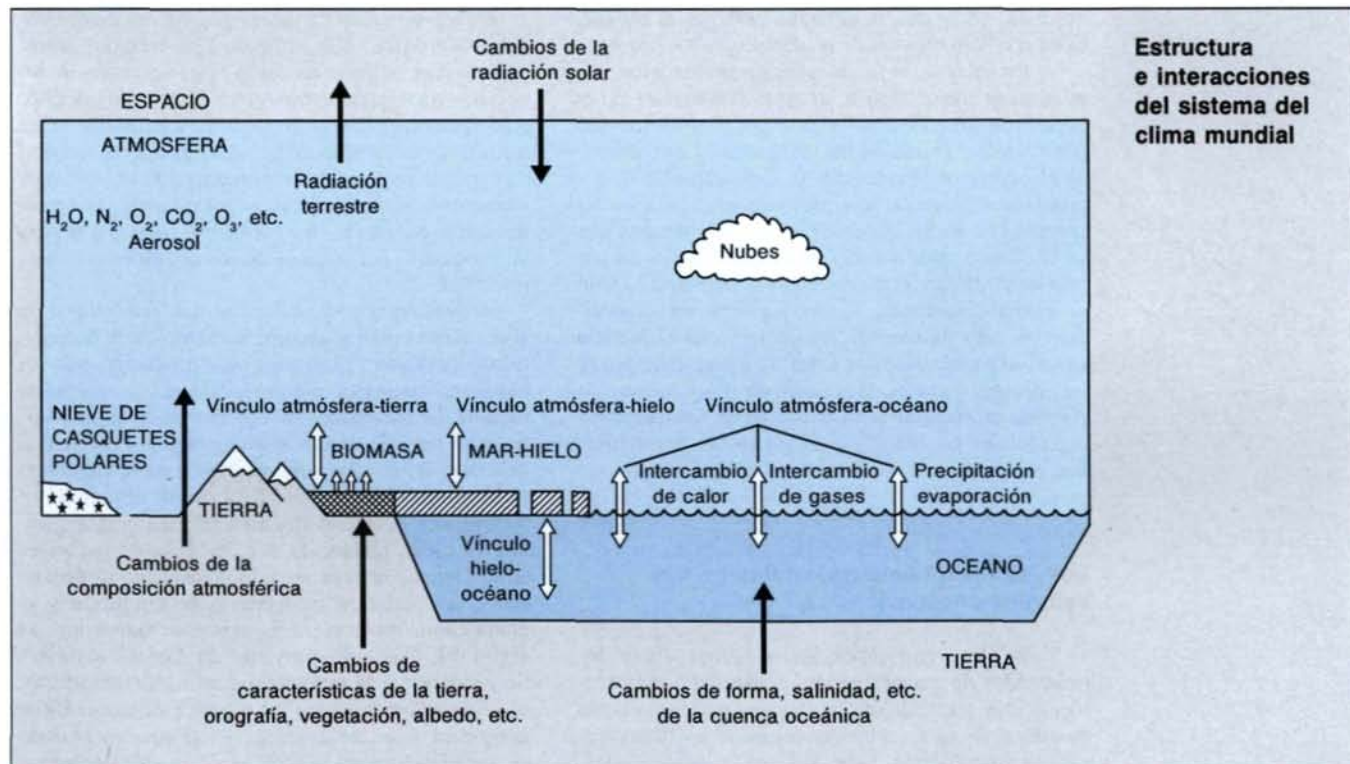 Estructura
e interacciones
del sistema del
clima mundial
Cambios de la
radiación solar
ESPACIO
ATMOSFERA
Radiación
terrestre
H₂O, N₂, O₂, CO₂, O₃, etc.
Aerosol
Nubes
NIEVE DE
CASQUETES
POLARES
Vínculo atmósfera-tierra
Vínculo atmósfera-hielo
Vínculo atmósfera-océano
BIOMASA
MAR-HIELO
Intercambio
de calor
Intercambio
de gases
Precipitación
evaporación
TIERRA
Vínculo
hielo-
océano
OCEANO
Cambios de la
composición atmosférica
TIERRA
Cambios de
características de la tierra,
orografía, vegetación, albedo, etc.
Cambios de forma, salinidad, etc.
de la cuenca oceánica